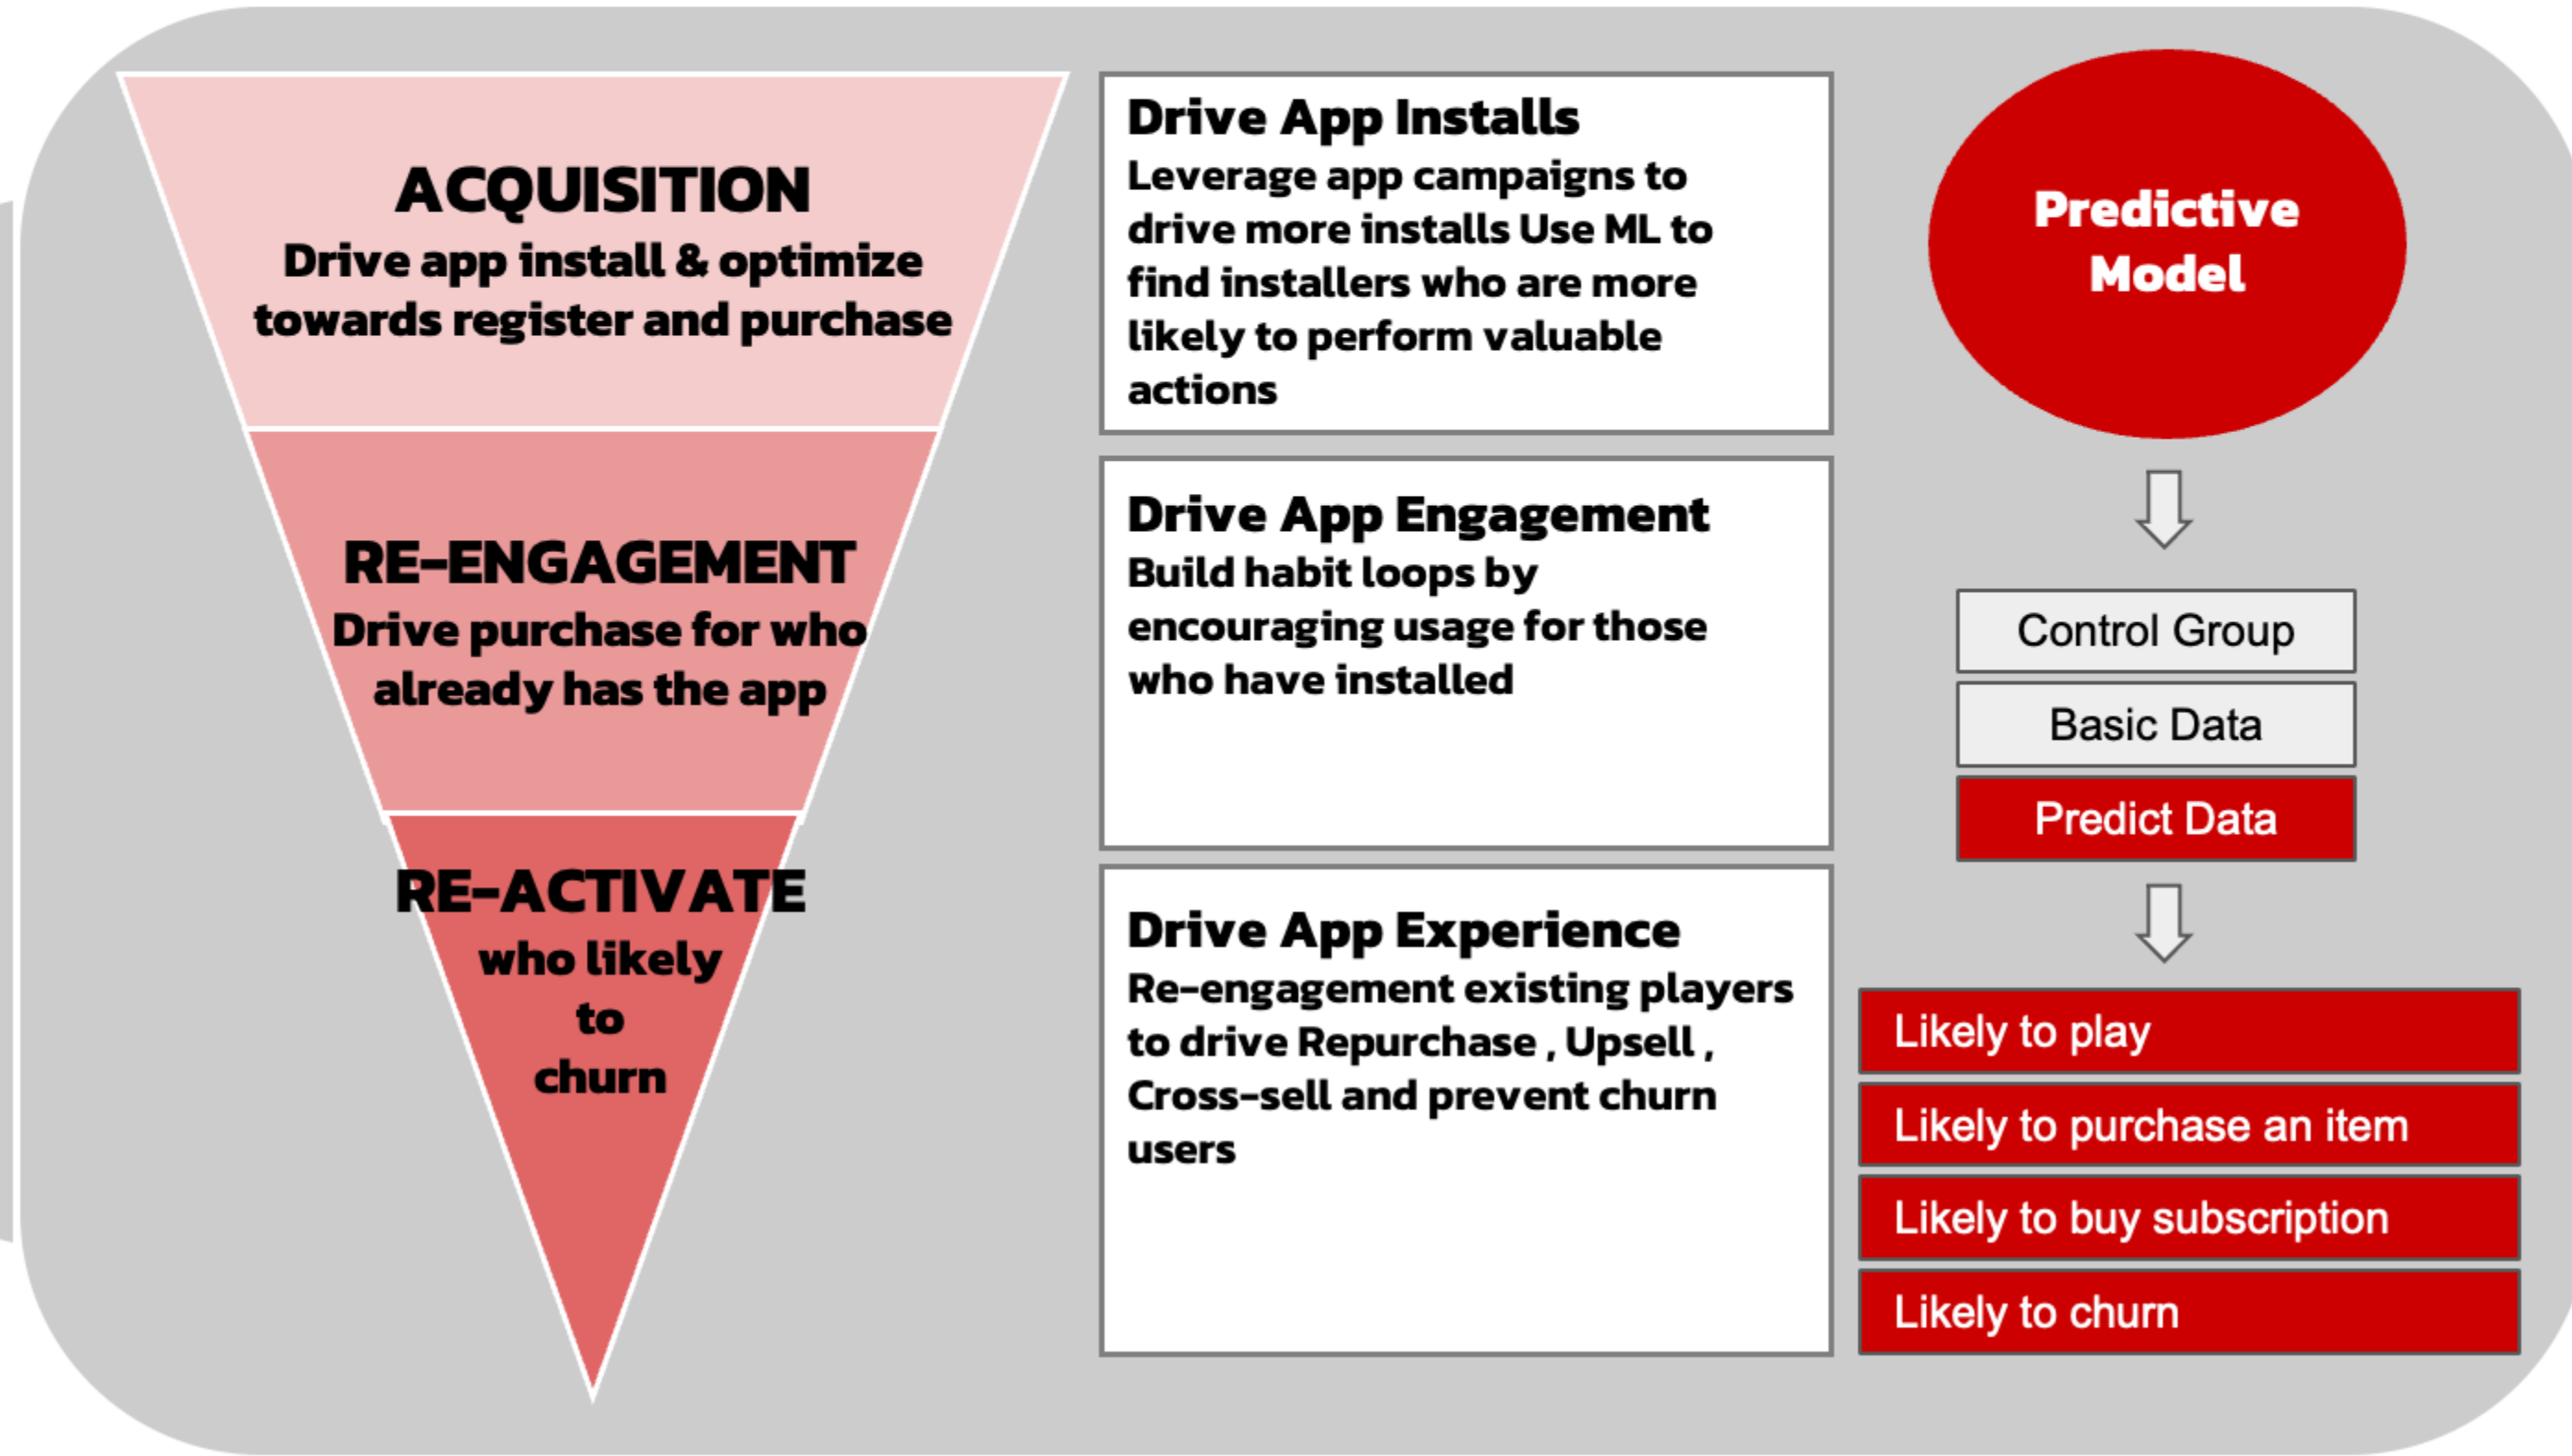 ACQUISITION
Drive app install & optimize
towards register and purchase
RE-ENGAGEMENT
Drive purchase for who
already has the app
RE-ACTIVATE
who likely
to
churn
Drive App Installs
Leverage app campaigns to
drive more installs Use ML to
find installers who are more
likely to perform valuable
actions
Drive App Engagement
Build habit loops by
encouraging usage for those
who have installed
Drive App Experience
Re-engagement existing players
to drive Repurchase , Upsell ,
Cross-sell and prevent churn
users
Predictive
Model
Control Group
Basic Data
Predict Data
Likely to play
Likely to purchase an item
Likely to buy subscription
Likely to churn